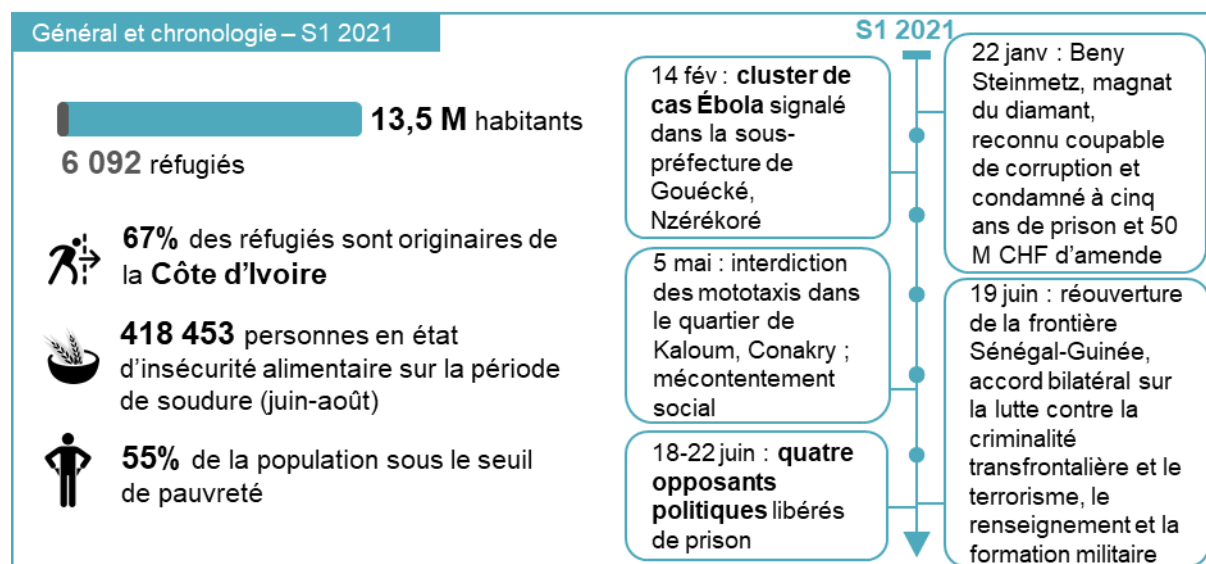 Général et chronologie – S1 2021
13,5 M habitants
6 092 réfugiés
67% des réfugiés sont originaires de
la Côte d'Ivoire
418 453 personnes en état
d'insécurité alimentaire sur la période
de soudure (juin-août)
55% de la population sous le seuil
de pauvreté
S1 2021
22 janv : Beny
Steinmetz, magnat
du diamant,
reconnu coupable
de corruption et
condamné à cinq
ans de prison et 50
M CHF d'amende
14 fév : cluster de
cas Ébola signalé
dans la sous-
préfecture de
Gouécké,
Nzérékoré
5 mai : interdiction
des mototaxis dans
le quartier de
Kaloum, Conakry ;
mécontentement
social
19 juin : réouverture
de la frontière
Sénégal-Guinée,
accord bilatéral sur
la lutte contre la
criminalité
transfrontalière et le
terrorisme, le
renseignement et la
formation militaire
18-22 juin : quatre
opposants
politiques libérés
de prison